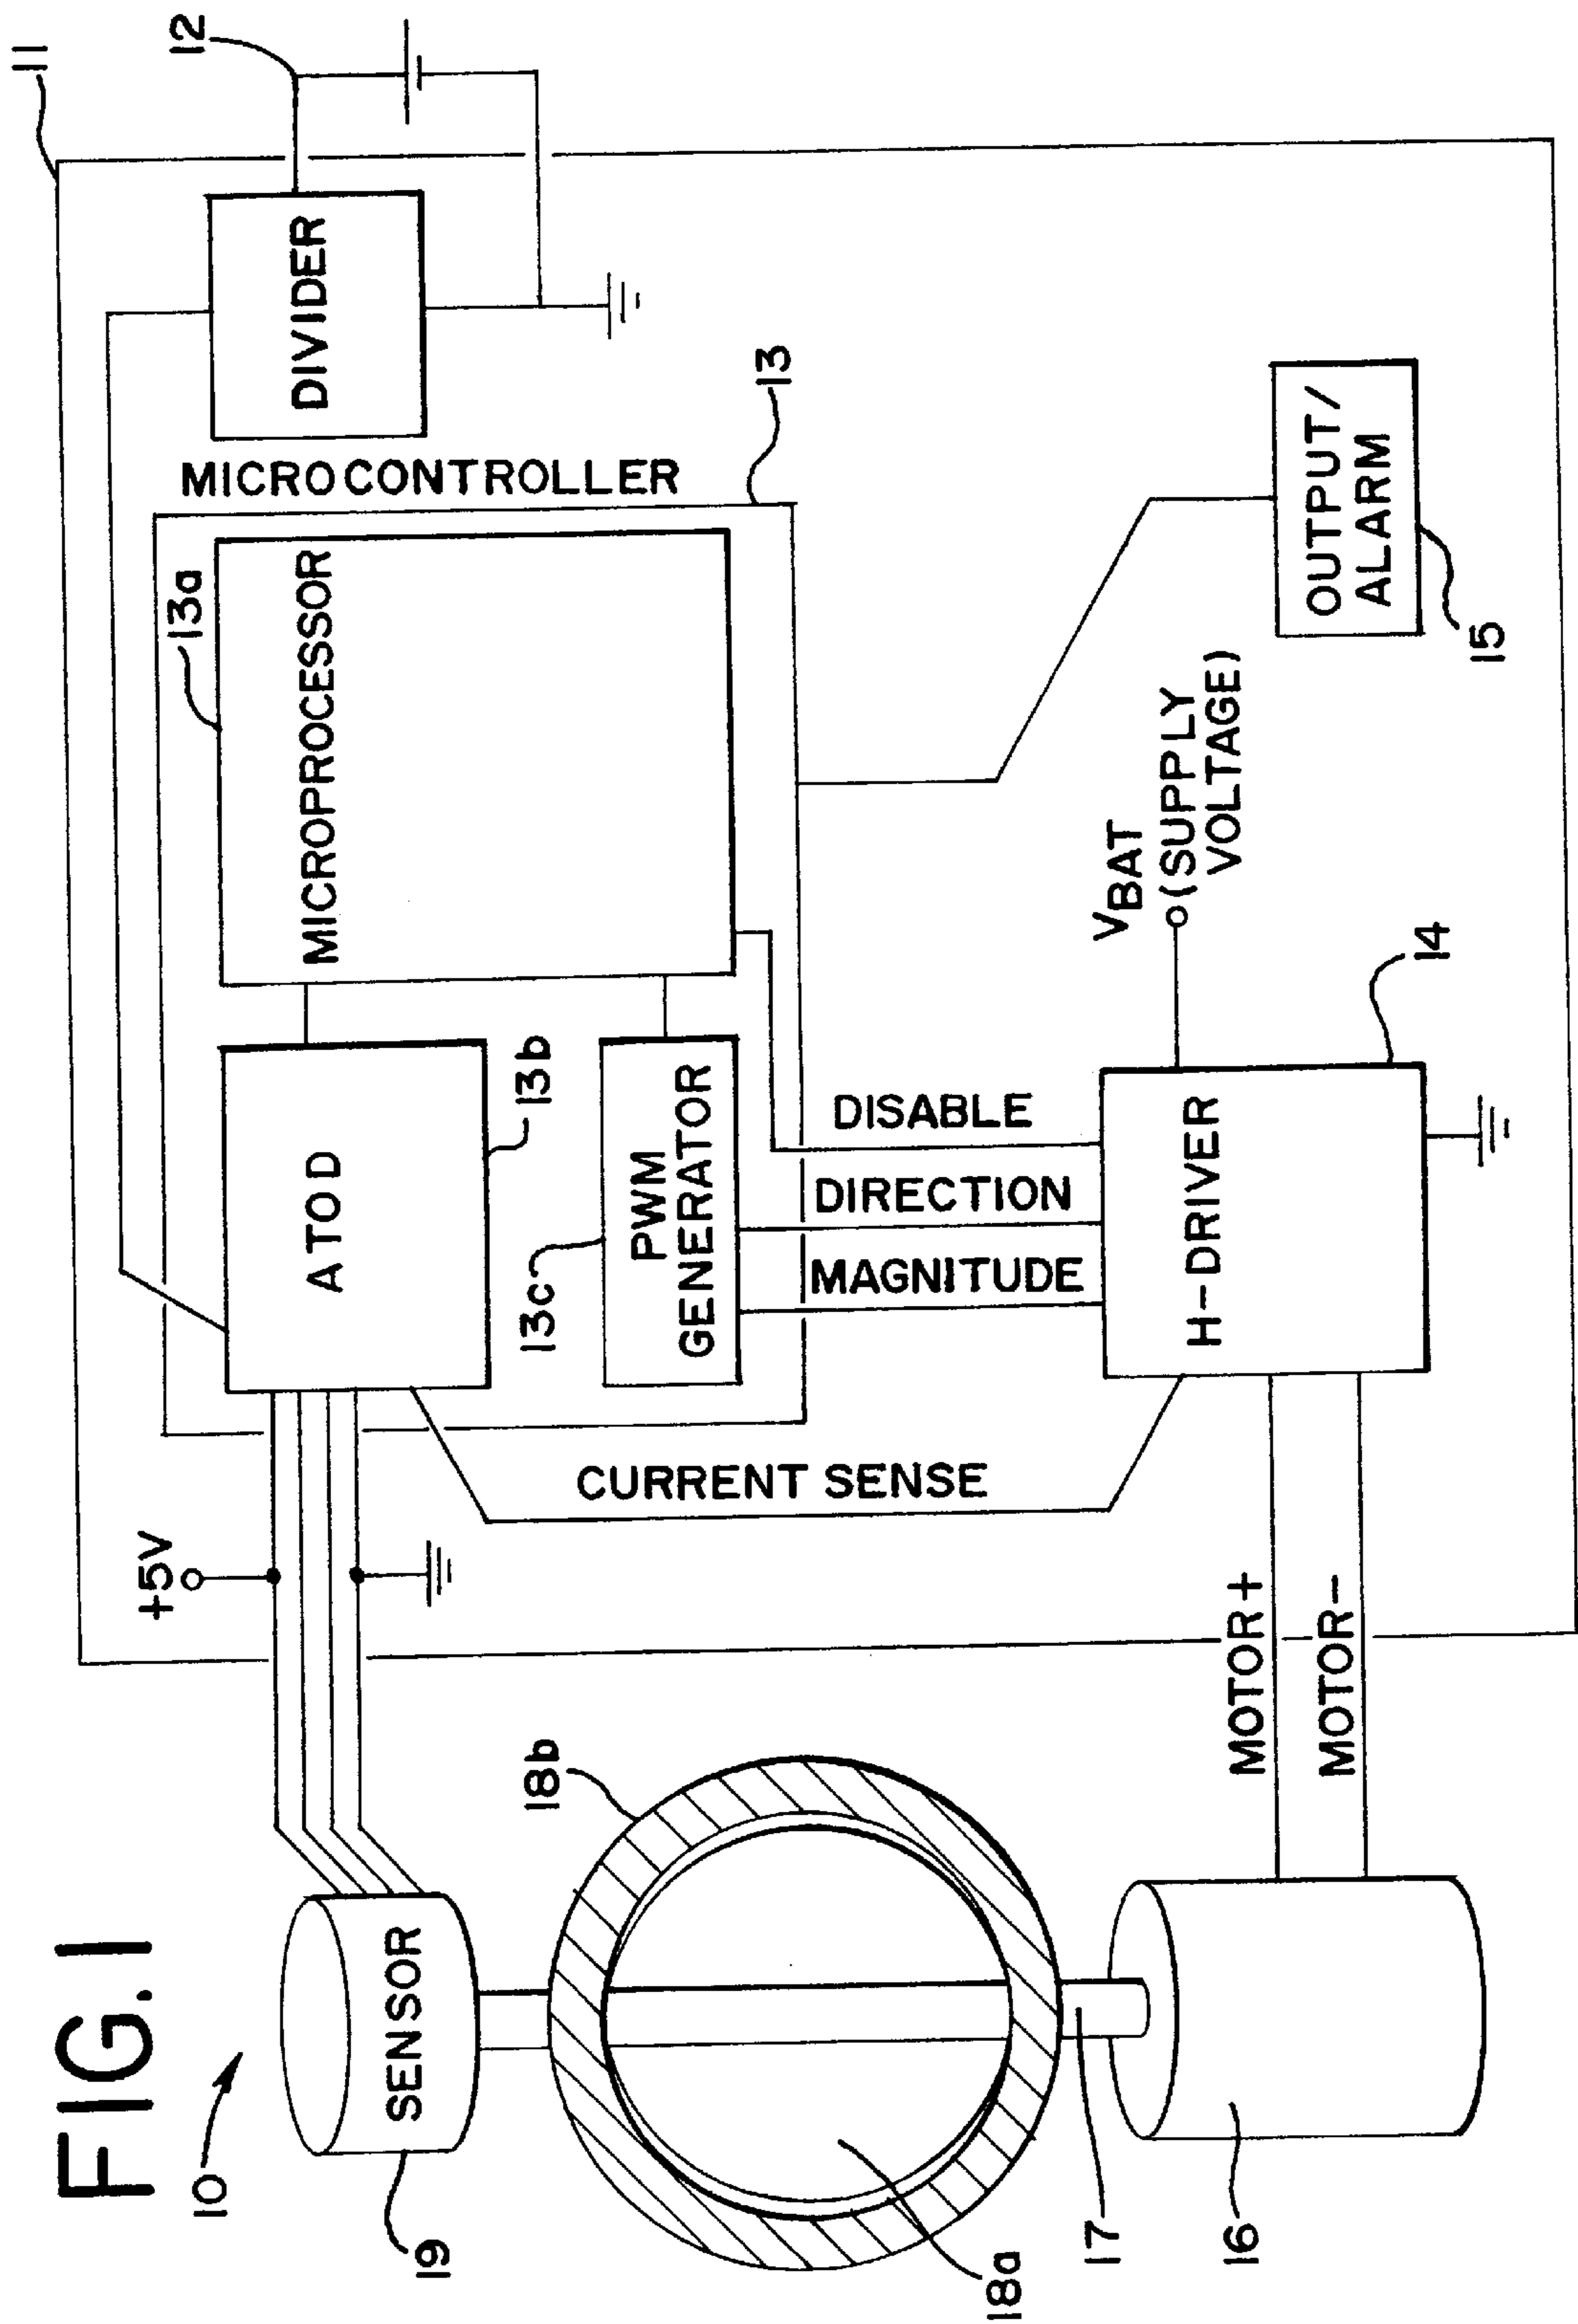 FIG. 1
10
11
12
DIVIDER
MICROCONTROLLER
13
13a
MICROPROCESSOR
A TO D
13b
PWM
GENERATOR
13c
+5V
SENSOR
19
CURRENT SENSE
DISABLE
DIRECTION
MAGNITUDE
VBAT
(SUPPLY
VOLTAGE)
OUTPUT/
ALARM
15
H-DRIVER
14
MOTOR+
MOTOR-
18b
18a
17
16